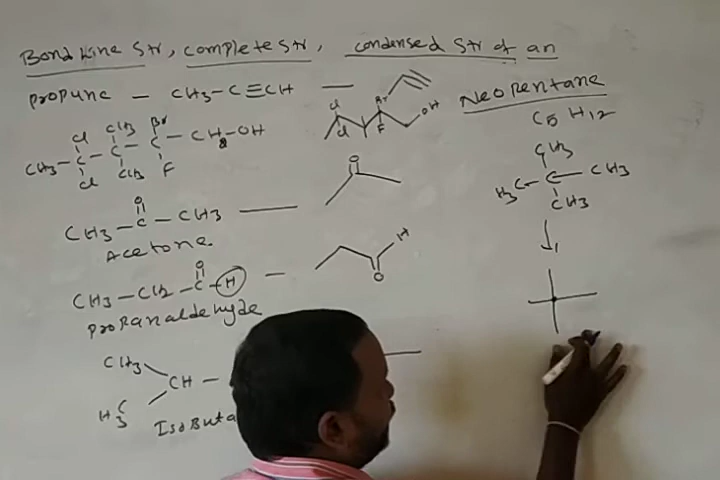 Bond Line Str, complete str, condensed Str of an
propyne — CH3-C≡CH —
Br F OH
Cl Cl
Cl CH3 Br
CH3-C-C-C-CH2-OH
Cl CH3 F
O
CH3-C-CH3 —
O
Acetone
O
CH3-CH2-C-H —
H
O
Propanaldehyde
CH3
CH -
H3C
IsoButa
Neopentane
C5 H12
CH3
H3C-C-CH3
CH3